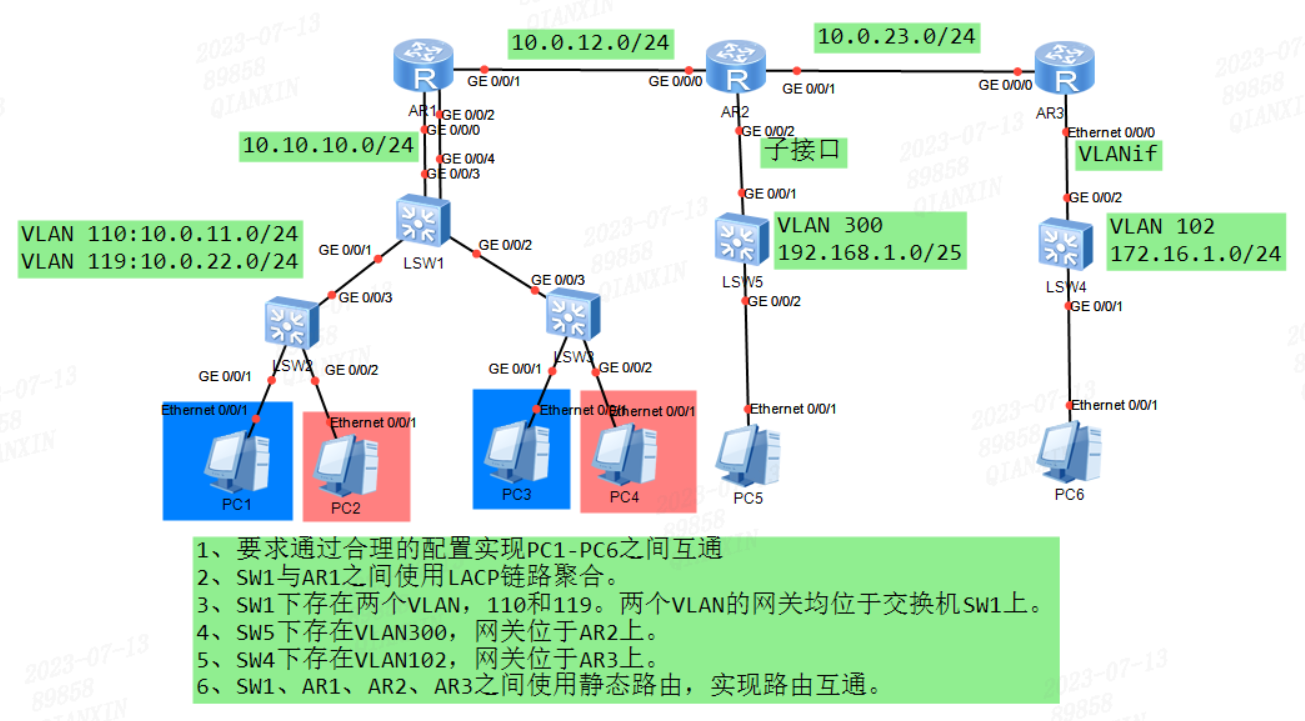 10.0.12.0/24
10.0.23.0/24
R
R
R
GE 0/0/1
GE 0/0/0
GE 0/0/1
GE 0/0/0
AR1
AR2
AR3
GE 0/0/2
GE 0/0/0
GE 0/0/2
Ethernet 0/0/0
10.10.10.0/24
子接口
VLANif
GE 0/0/4
GE 0/0/3
GE 0/0/1
GE 0/0/2
VLAN 110:10.0.11.0/24
VLAN 119:10.0.22.0/24
VLAN 300
192.168.1.0/25
VLAN 102
172.16.1.0/24
GE 0/0/1
GE 0/0/2
LSW1
LSW5
LSW4
GE 0/0/3
GE 0/0/3
GE 0/0/2
GE 0/0/1
LSW2
LSW3
GE 0/0/1
GE 0/0/2
GE 0/0/1
GE 0/0/2
Ethernet 0/0/1
Ethernet 0/0/1
Ethernet 0/0/1
Ethernet 0/0/1
Ethernet 0/0/1
Ethernet 0/0/1
PC1
PC2
PC3
PC4
PC5
PC6
1、要求通过合理的配置实现PC1-PC6之间互通
2、SW1与AR1之间使用LACP链路聚合。
3、SW1下存在两个VLAN，110和119。两个VLAN的网关均位于交换机SW1上。
4、SW5下存在VLAN300，网关位于AR2上。
5、SW4下存在VLAN102，网关位于AR3上。
6、SW1、AR1、AR2、AR3之间使用静态路由，实现路由互通。
2023-07-13
89858
QIANXIN